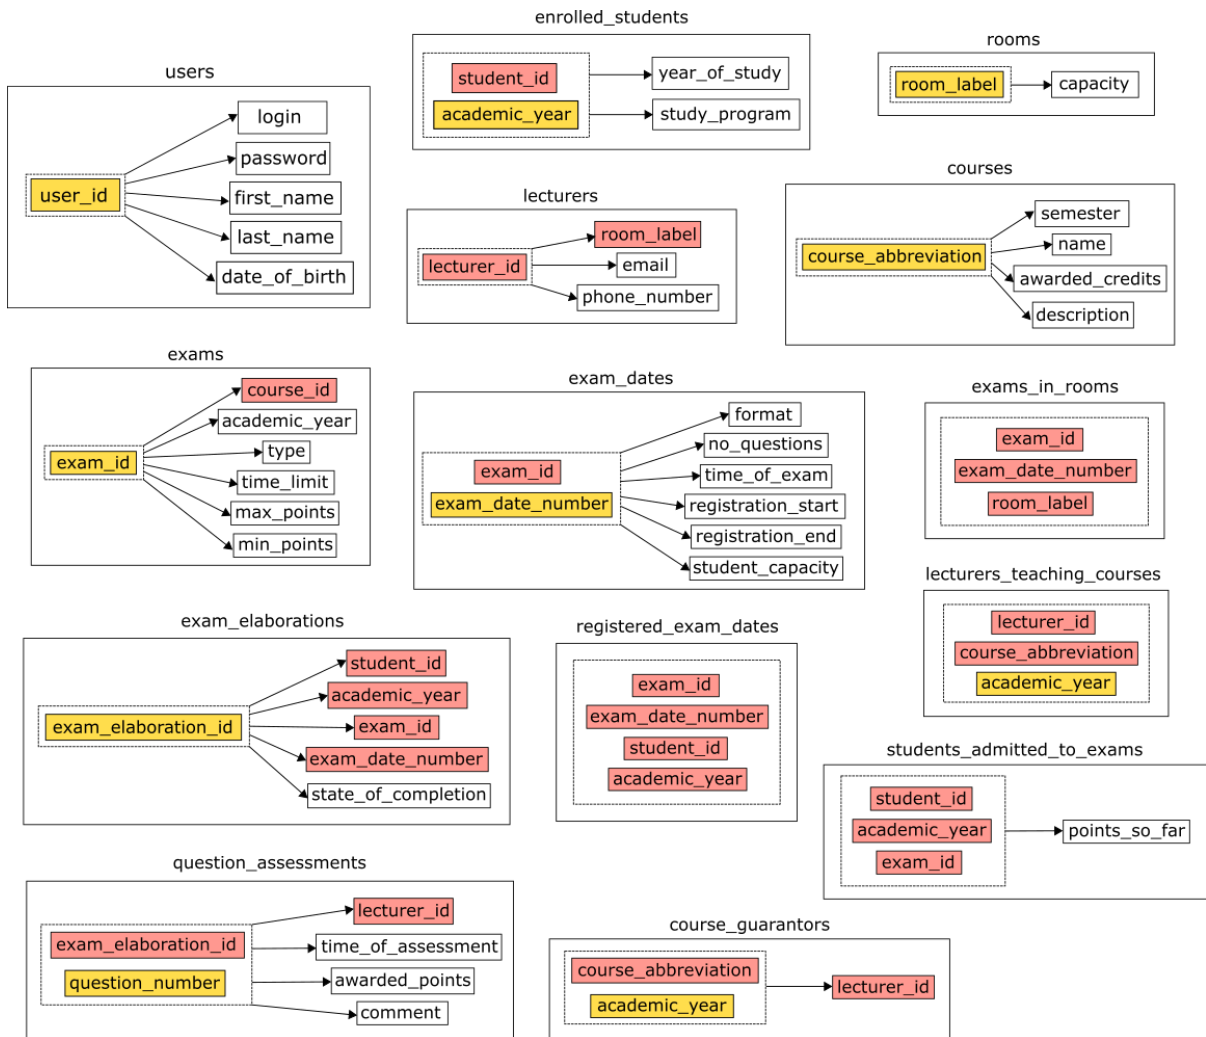 users
user_id
login
password
first_name
last_name
date_of_birth
enrolled_students
student_id
academic_year
year_of_study
study_program
rooms
room_label
capacity
lecturers
lecturer_id
room_label
email
phone_number
courses
course_abbreviation
semester
name
awarded_credits
description
exams
exam_id
course_id
academic_year
type
time_limit
max_points
min_points
exam_dates
exam_id
exam_date_number
format
no_questions
time_of_exam
registration_start
registration_end
student_capacity
exams_in_rooms
exam_id
exam_date_number
room_label
lecturers_teaching_courses
lecturer_id
course_abbreviation
academic_year
exam_elaborations
exam_elaboration_id
student_id
academic_year
exam_id
exam_date_number
state_of_completion
registered_exam_dates
exam_id
exam_date_number
student_id
academic_year
students_admitted_to_exams
student_id
academic_year
exam_id
points_so_far
question_assessments
exam_elaboration_id
question_number
lecturer_id
time_of_assessment
awarded_points
comment
course_guarantors
course_abbreviation
academic_year
lecturer_id